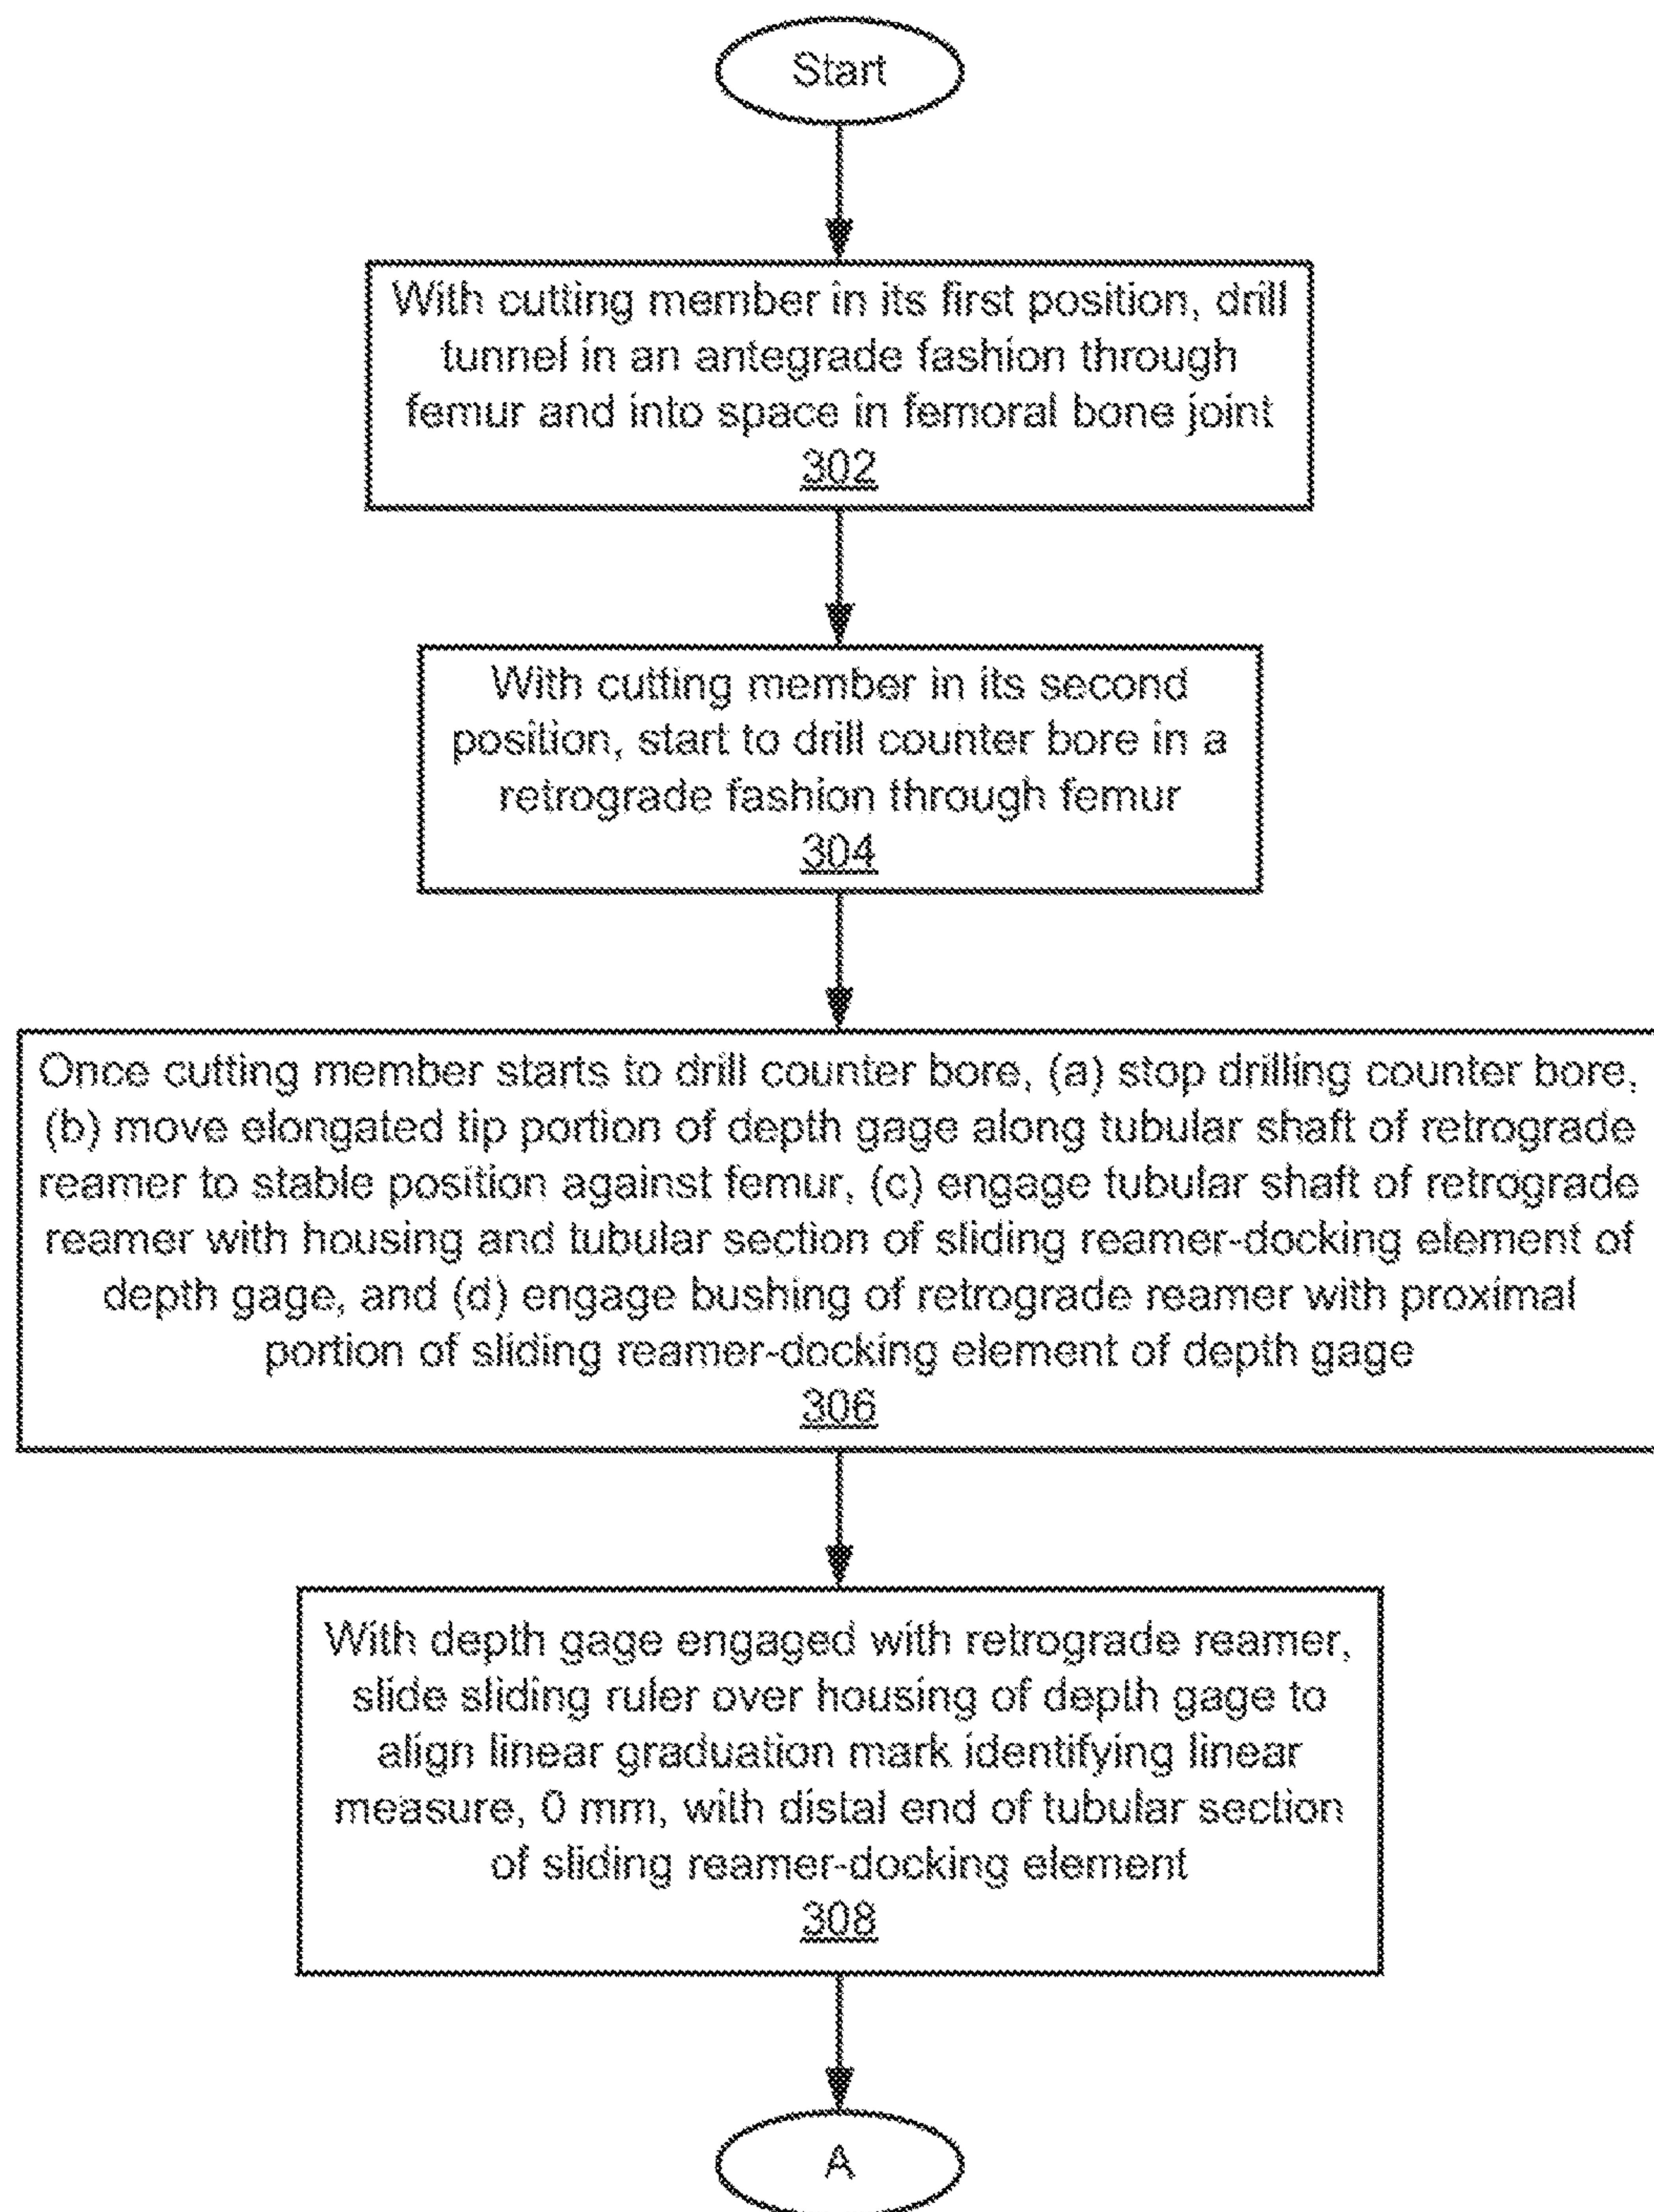 Start
With cutting member in its first position, drill
tunnel in an antegrade fashion through
femur and into space in femoral bone joint
302
With cutting member in its second
position, start to drill counter bore in a
retrograde fashion through femur
304
Once cutting member starts to drill counter bore, (a) stop drilling counter bore,
(b) move elongated tip portion of depth gage along tubular shaft of retrograde
reamer to stable position against femur, (c) engage tubular shaft of retrograde
reamer with housing and tubular section of sliding reamer-docking element of
depth gage, and (d) engage bushing of retrograde reamer with proximal
portion of sliding reamer-docking element of depth gage
306
With depth gage engaged with retrograde reamer,
slide sliding ruler over housing of depth gage to
align linear graduation mark identifying linear
measure, 0 mm, with distal end of tubular section
of sliding reamer-docking element
308
A